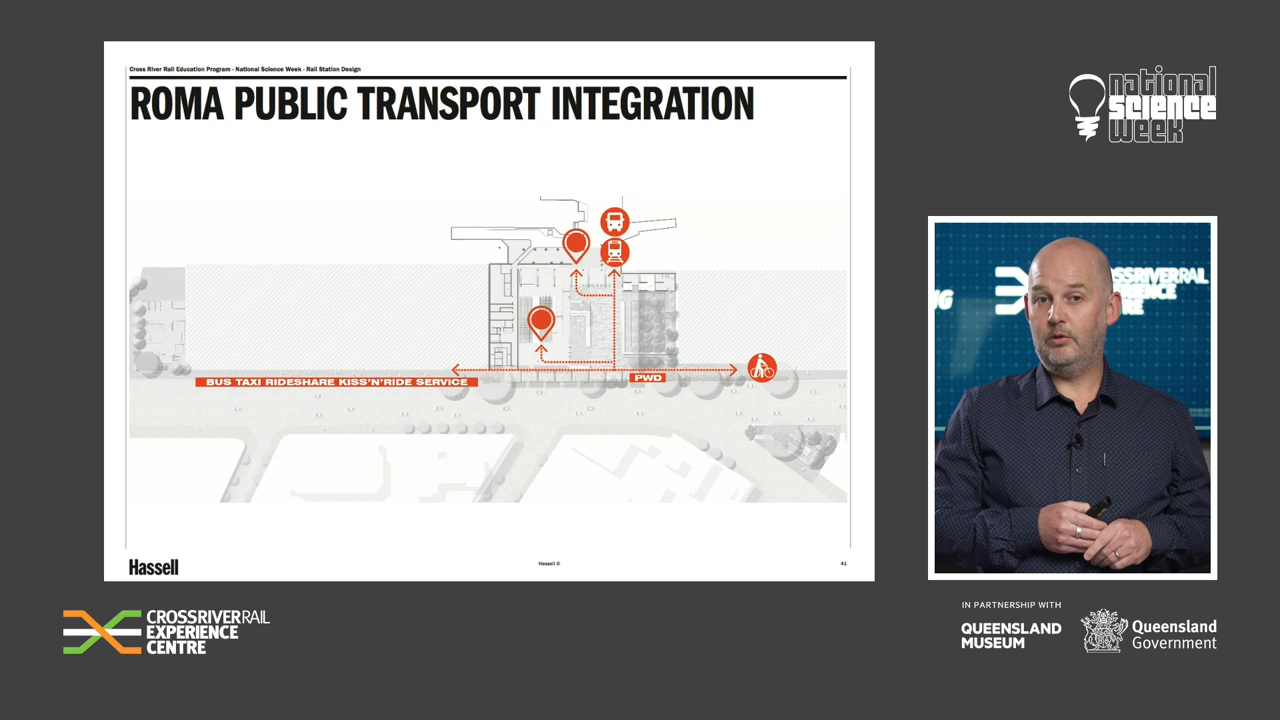 Cross River Rail Education Program - National Science Week - Rail Station Design
ROMA PUBLIC TRANSPORT INTEGRATION
BUS TAXI RIDESHARE KISS'N'RIDE SERVICE
PWD
Hassell
Hassell ©
41
national
science
week
CROSSRIVERRAIL
EXPERIENCE
CENTRE
CROSSRIVERRAIL
EXPERIENCE
CENTRE
IN PARTNERSHIP WITH
QUEENSLAND
MUSEUM
Queensland
Government